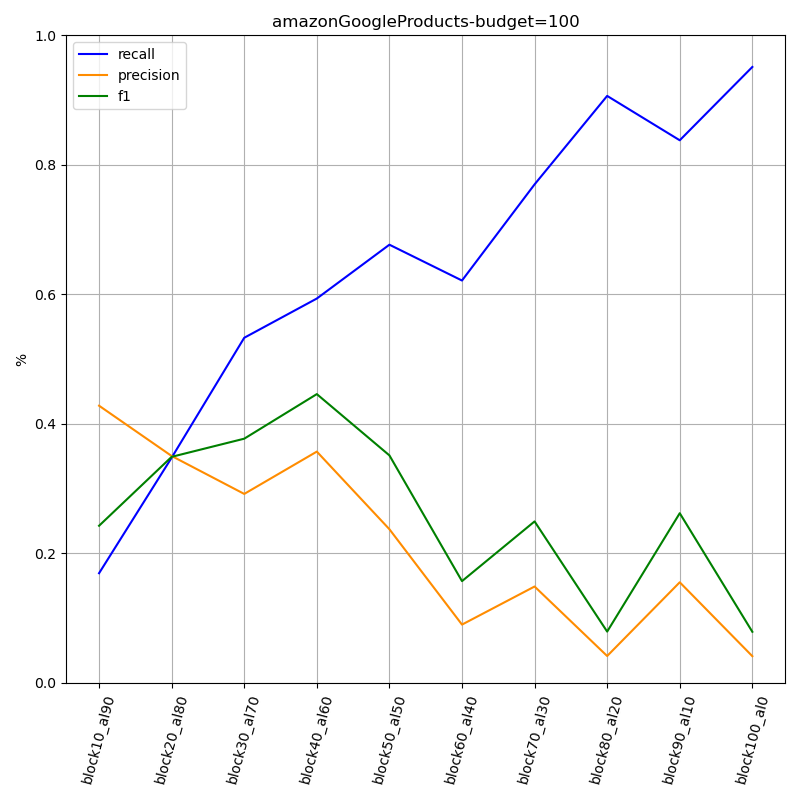 amazonGoogleProducts-budget=100
recall
precision
f1
1.0
0.8
0.6
0.4
0.2
0.0
%
block10_al90
block20_al80
block30_al70
block40_al60
block50_al50
block60_al40
block70_al30
block80_al20
block90_al10
block100_al0